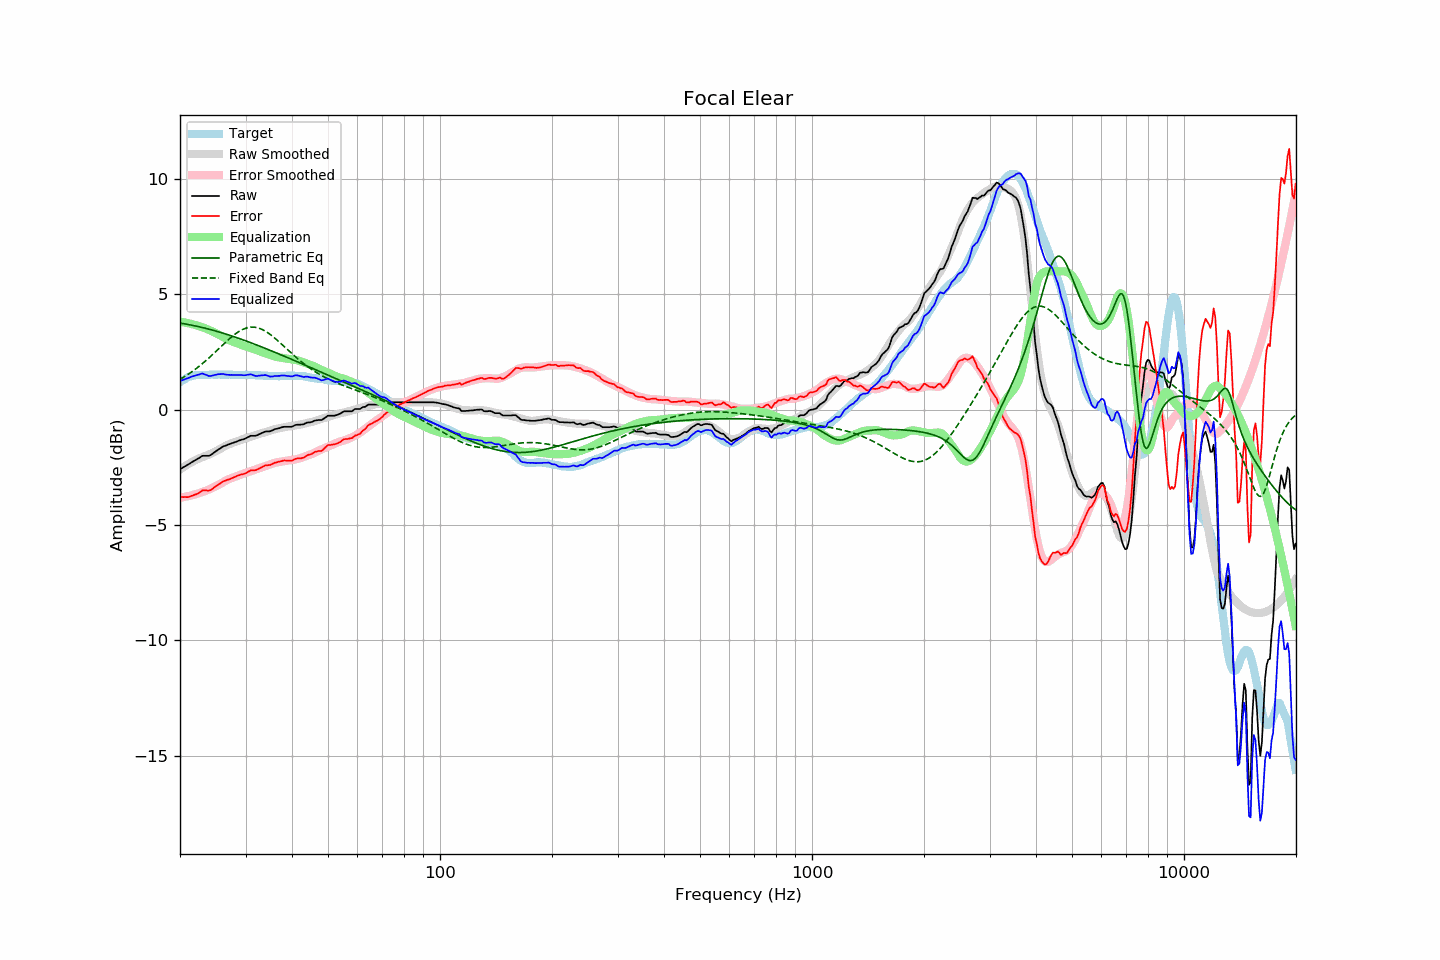 Focal Elear
Target
Raw Smoothed
Error Smoothed
Raw
Error
Equalization
Parametric Eq
Fixed Band Eq
Equalized
10
5
0
−5
−10
−15
Amplitude (dBr)
100
1000
10000
Frequency (Hz)